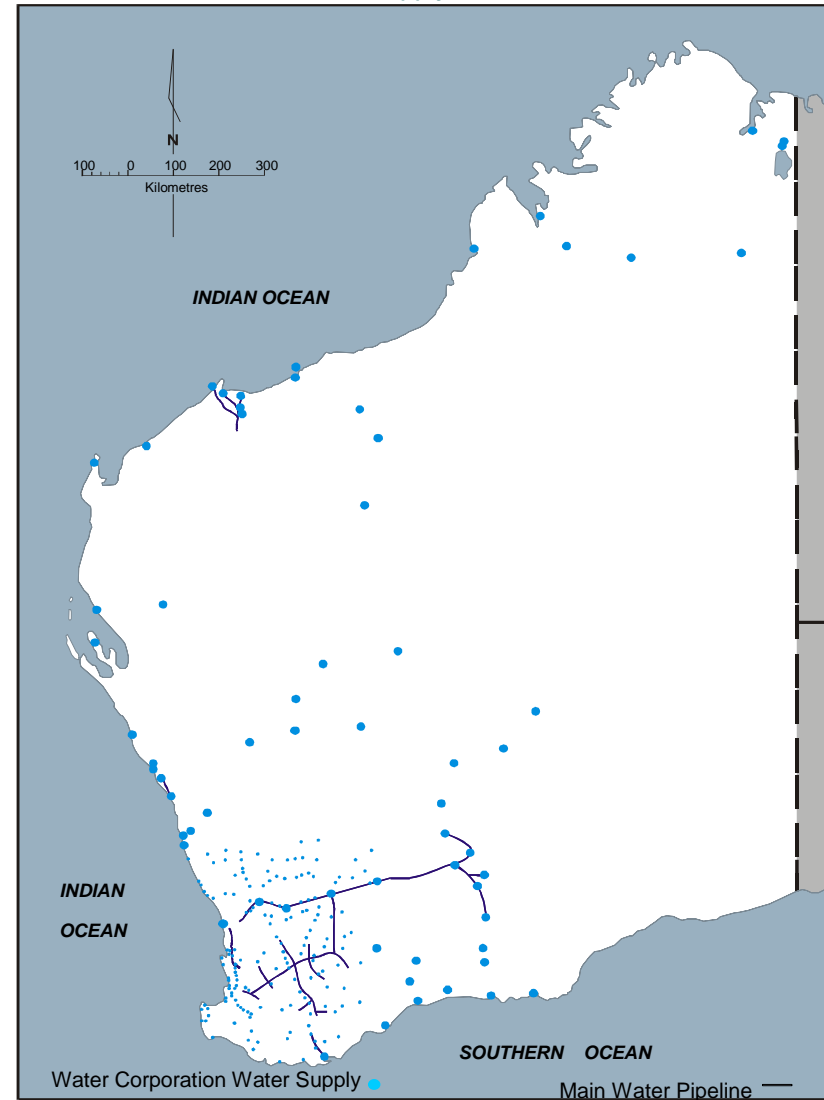 N
100 0 100 200 300
Kilometres
INDIAN OCEAN
INDIAN
OCEAN
SOUTHERN OCEAN
Water Corporation Water Supply
Main Water Pipeline